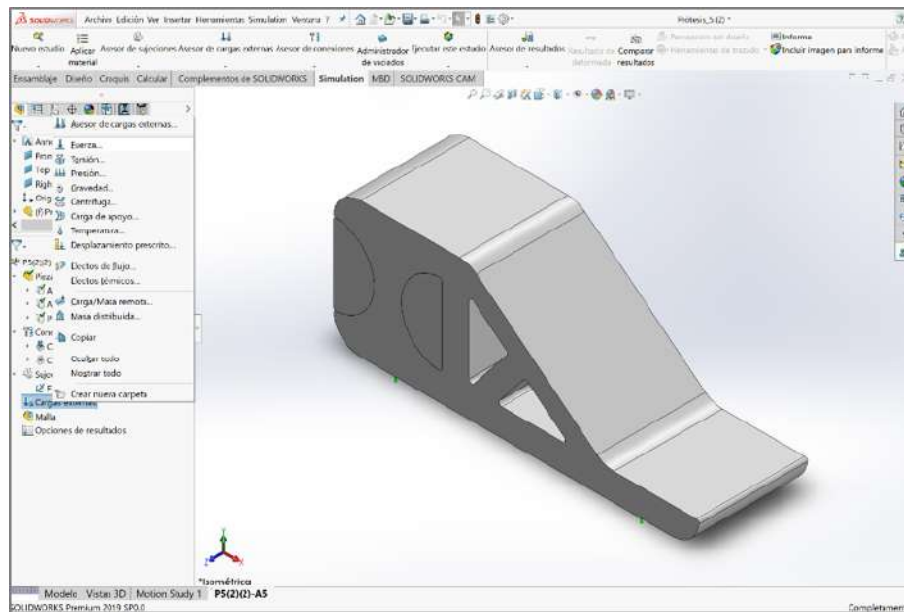 SOLIDWORKS Archivo Edición Ver Insertar Herramientas Simulation Ventana ? Prótesis_5(2) *
Nuevo estudio Aplicar material Asesor de sujeciones Asesor de cargas externas Asesor de conexiones Administrador de vaciados Ejecutar este estudio Asesor de resultados Comparar resultados Informe
Incluir imagen para informe
Ensamblaje Diseño Croquis Calcular Complementos de SOLIDWORKS Simulation MBD SOLIDWORKS CAM
Asesor de cargas externas...
Fuerza...
Torsión...
Presión...
Gravedad...
Centrífuga...
Carga de apoyo...
Temperatura...
Desplazamiento prescrito...
Efectos de flujo...
Efectos térmicos...
Carga/Masa remota...
Masa distribuida...
Copiar
Ocultar todo
Mostrar todo
Crear nueva carpeta
Cargas externas
Malla
Opciones de resultados
*Isométrica
Modelo Vistas 3D Motion Study 1 P5(2)(2)-A5
SOLIDWORKS Premium 2019 SP0.0 Completamen